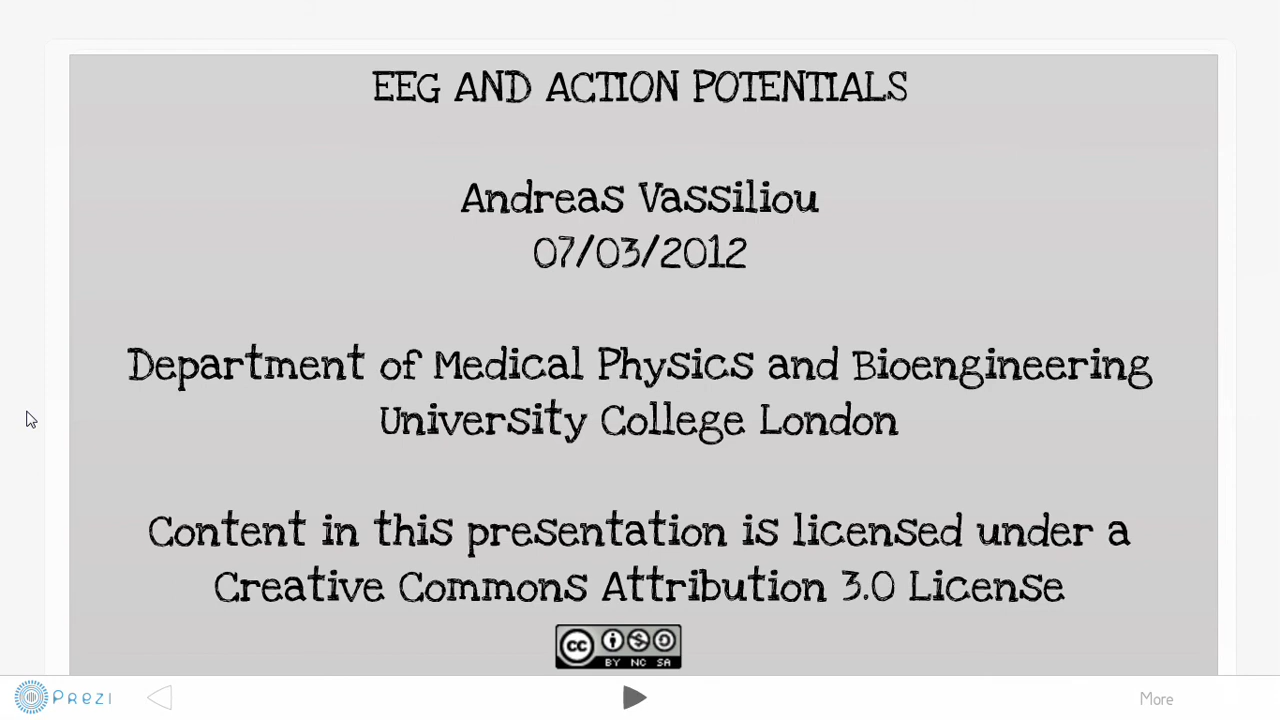 EEG AND ACTION POTENTIALS
Andreas Vassiliou
07/03/2012
Department of Medical Physics and Bioengineering
University College London
Content in this presentation is licensed under a
Creative Commons Attribution 3.0 License
cc
BY NC SA
Prezi
More